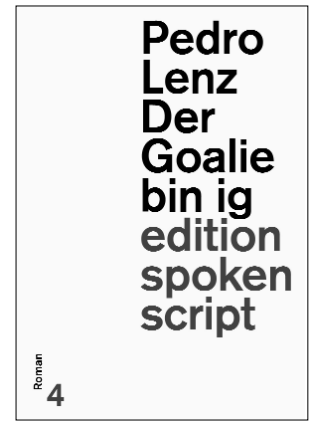 Pedro
Lenz
Der
Goalie
bin ig
edition
spoken
script
Roman
4